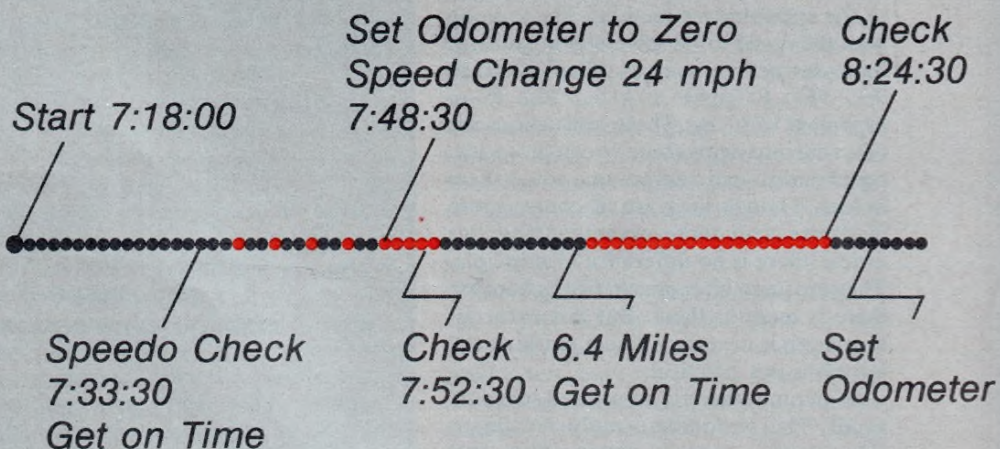 Start 7:18:00
Set Odometer to Zero
Speed Change 24 mph
7:48:30
Check
8:24:30
Speedo Check
7:33:30
Get on Time
Check
7:52:30
6.4 Miles
Get on Time
Set
Odometer